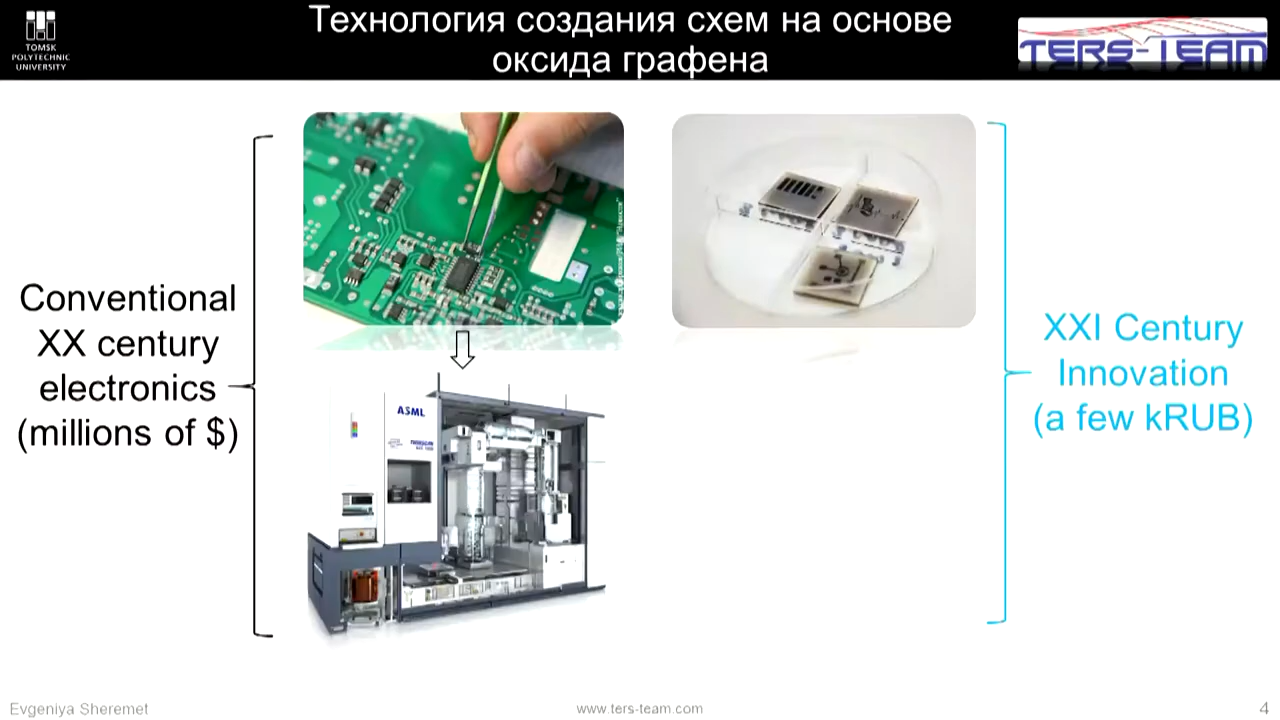 TOMSK
POLYTECHNIC
UNIVERSITY
Технология создания схем на основе
оксида графена
TERS-TEAM
Conventional
XX century
electronics
(millions of $)
ASML
XXI Century
Innovation
(a few kRUB)
Evgeniya Sheremet
www.ters-team.com
4